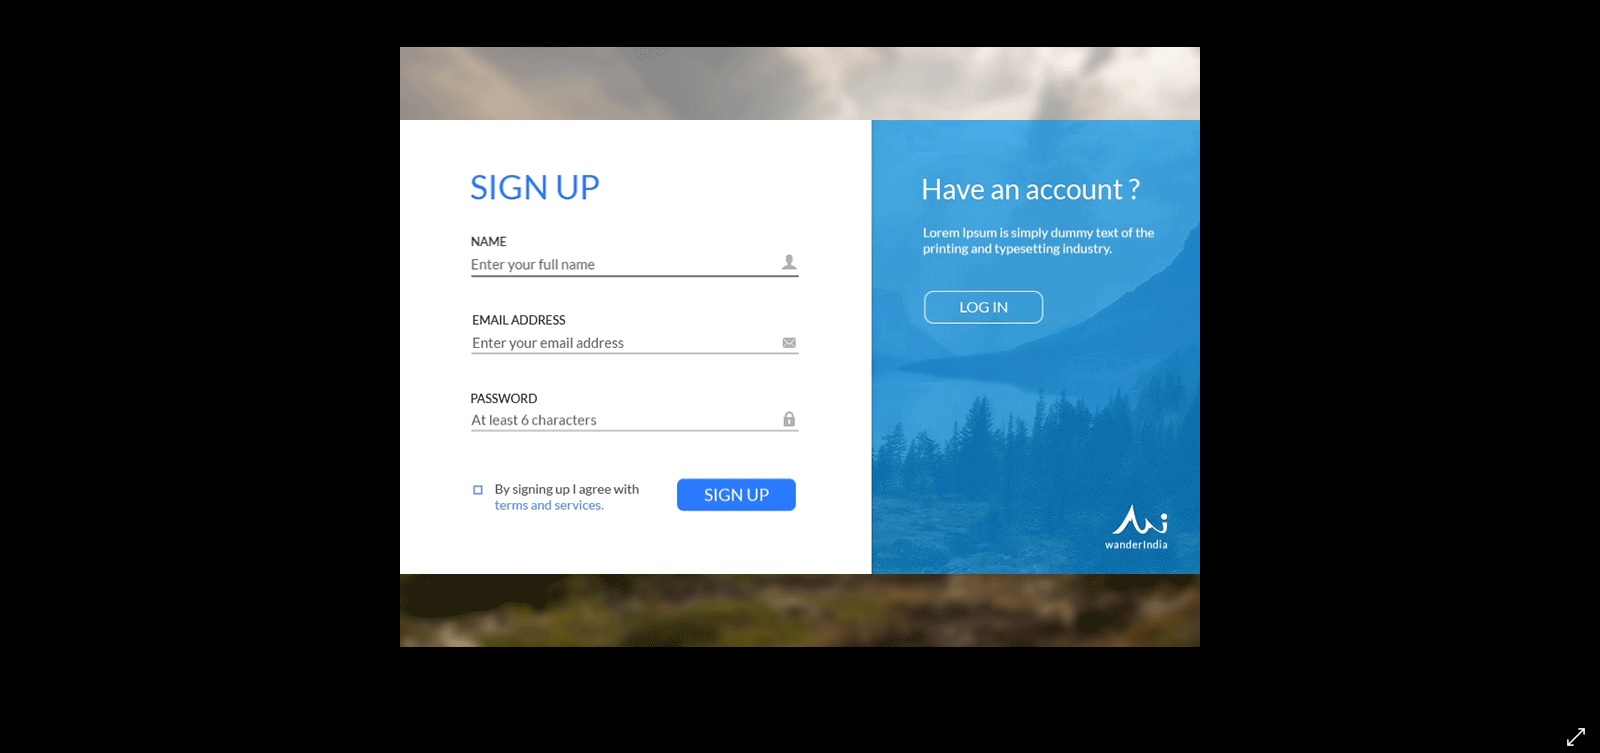 SIGN UP
NAME
Enter your full name
EMAIL ADDRESS
Enter your email address
PASSWORD
At least 6 characters
By signing up I agree with
terms and services.
SIGN UP
Have an account ?
Lorem Ipsum is simply dummy text of the
printing and typesetting industry.
LOG IN
wanderIndia